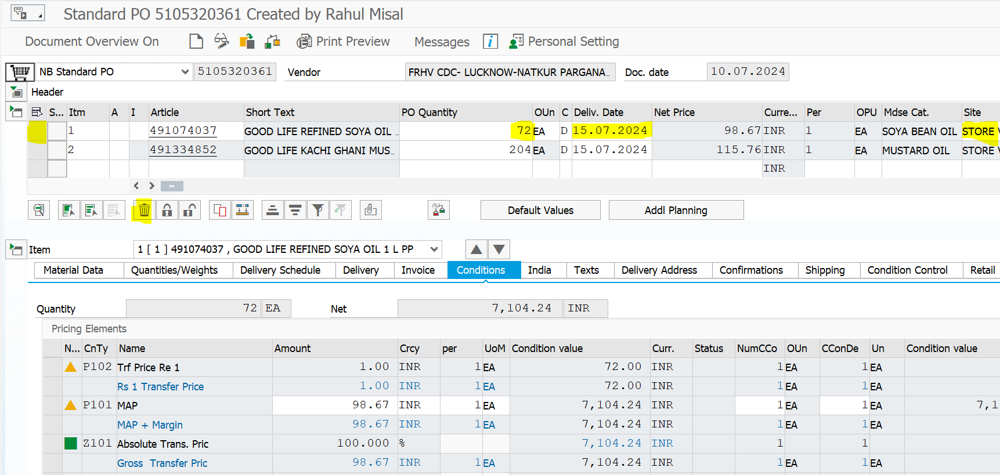 Standard PO 5105320361 Created by Rahul Misal
Document Overview On Print Preview Messages Personal Setting
NB Standard PO 5105320361 Vendor FRHV CDC- LUCKNOW-NATKUR PARGANA... Doc. date 10.07.2024
Header
S... Itm A I Article Short Text PO Quantity OUn C Deliv. Date Net Price Curre... Per OPU Mdse Cat. Site
1 491074037 GOOD LIFE REFINED SOYA OIL ... 72 EA D 15.07.2024 98.67 INR 1 EA SOYA BEAN OIL STORE
2 491334852 GOOD LIFE KACHI GHANI MUS... 204 EA D 15.07.2024 115.76 INR 1 EA MUSTARD OIL STORE
INR
Default Values Addl Planning
Item 1 [ 1 ] 491074037 , GOOD LIFE REFINED SOYA OIL 1 L PP
Material Data Quantities/Weights Delivery Schedule Delivery Invoice Conditions India Texts Delivery Address Confirmations Shipping Condition Control Retail
Quantity 72 EA Net 7,104.24 INR
Pricing Elements
N... CnTy Name Amount Crcy per UoM Condition value Curr. Status NumCCo OUn CConDe Un Condition value
P102 Trf Price Re 1 1.00 INR 1 EA 72.00 INR 1 EA 1 EA
Rs 1 Transfer Price 1.00 INR 1 EA 72.00 INR 1 EA 1 EA
P101 MAP 98.67 INR 1 EA 7,104.24 INR 1 EA 1 EA 7,1
MAP + Margin 98.67 INR 1 EA 7,104.24 INR 1 EA 1 EA
Z101 Absolute Trans. Pric 100.000 % 7,104.24 INR 1 1
Gross Transfer Pric 98.67 INR 1 EA 7,104.24 INR 1 EA 1 EA